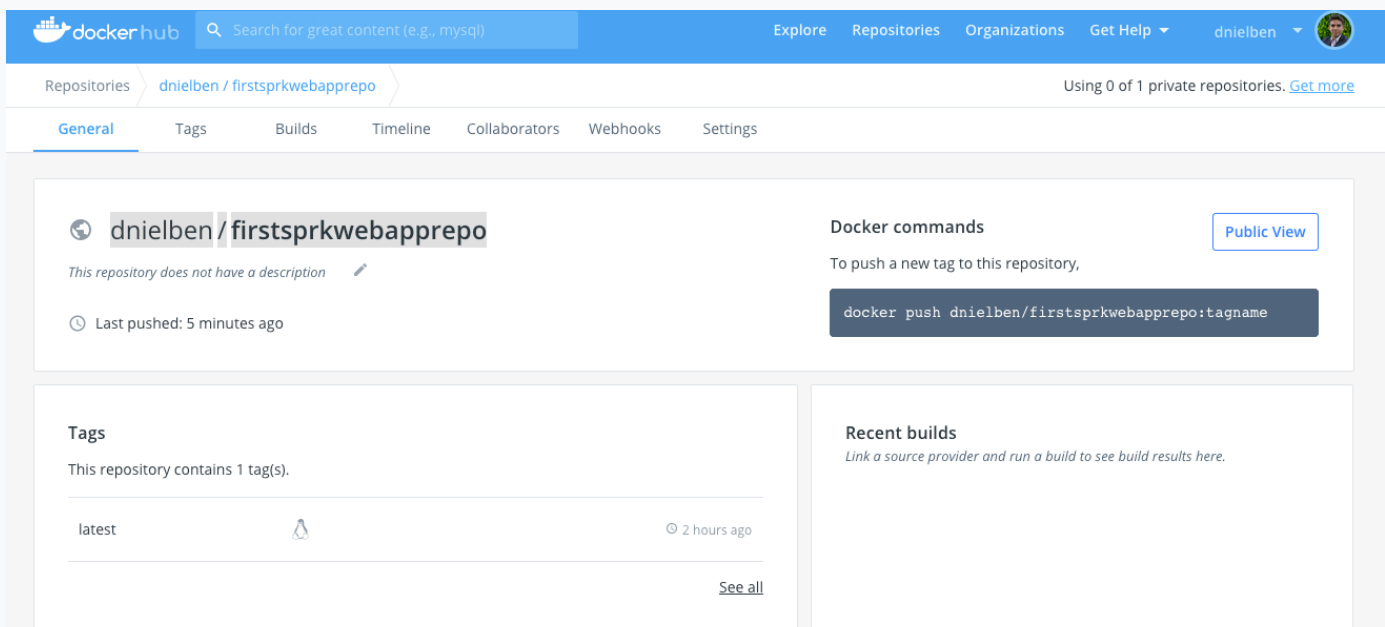 dockerhub
Search for great content (e.g., mysql)
Explore Repositories Organizations Get Help dnielben
Repositories dnielben / firstsprkwebapprepo Using 0 of 1 private repositories. Get more
General Tags Builds Timeline Collaborators Webhooks Settings
dnielben / firstsprkwebapprepo
This repository does not have a description
Last pushed: 5 minutes ago
Docker commands
Public View
To push a new tag to this repository,
docker push dnielben/firstsprkwebapprepo:tagname
Tags
This repository contains 1 tag(s).
latest 2 hours ago
See all
Recent builds
Link a source provider and run a build to see build results here.